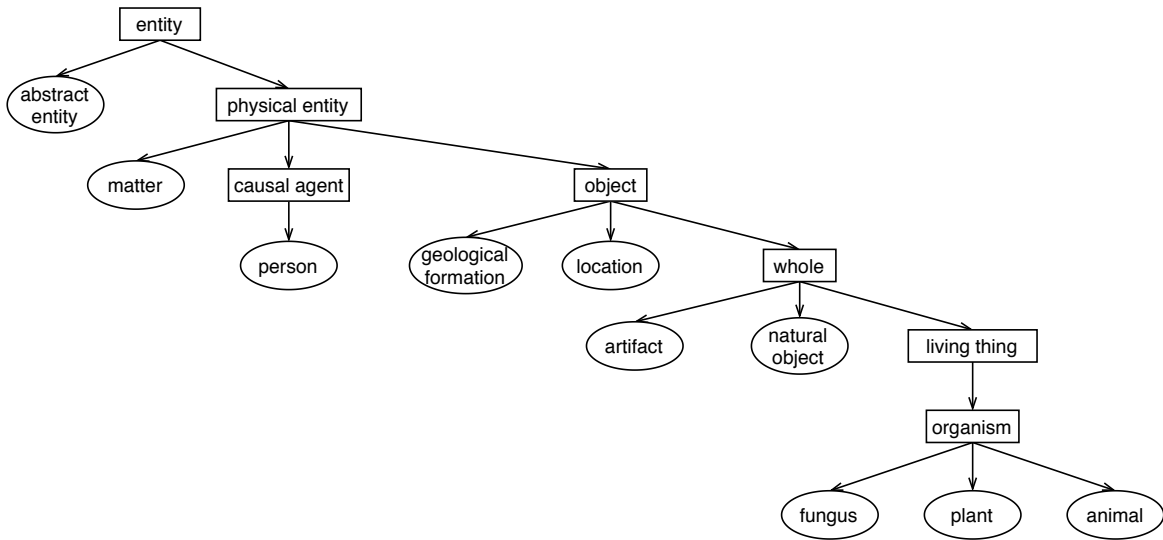 entity
abstract
entity
physical entity
matter
causal agent
object
person
geological
formation
location
whole
artifact
natural
object
living thing
organism
fungus
plant
animal